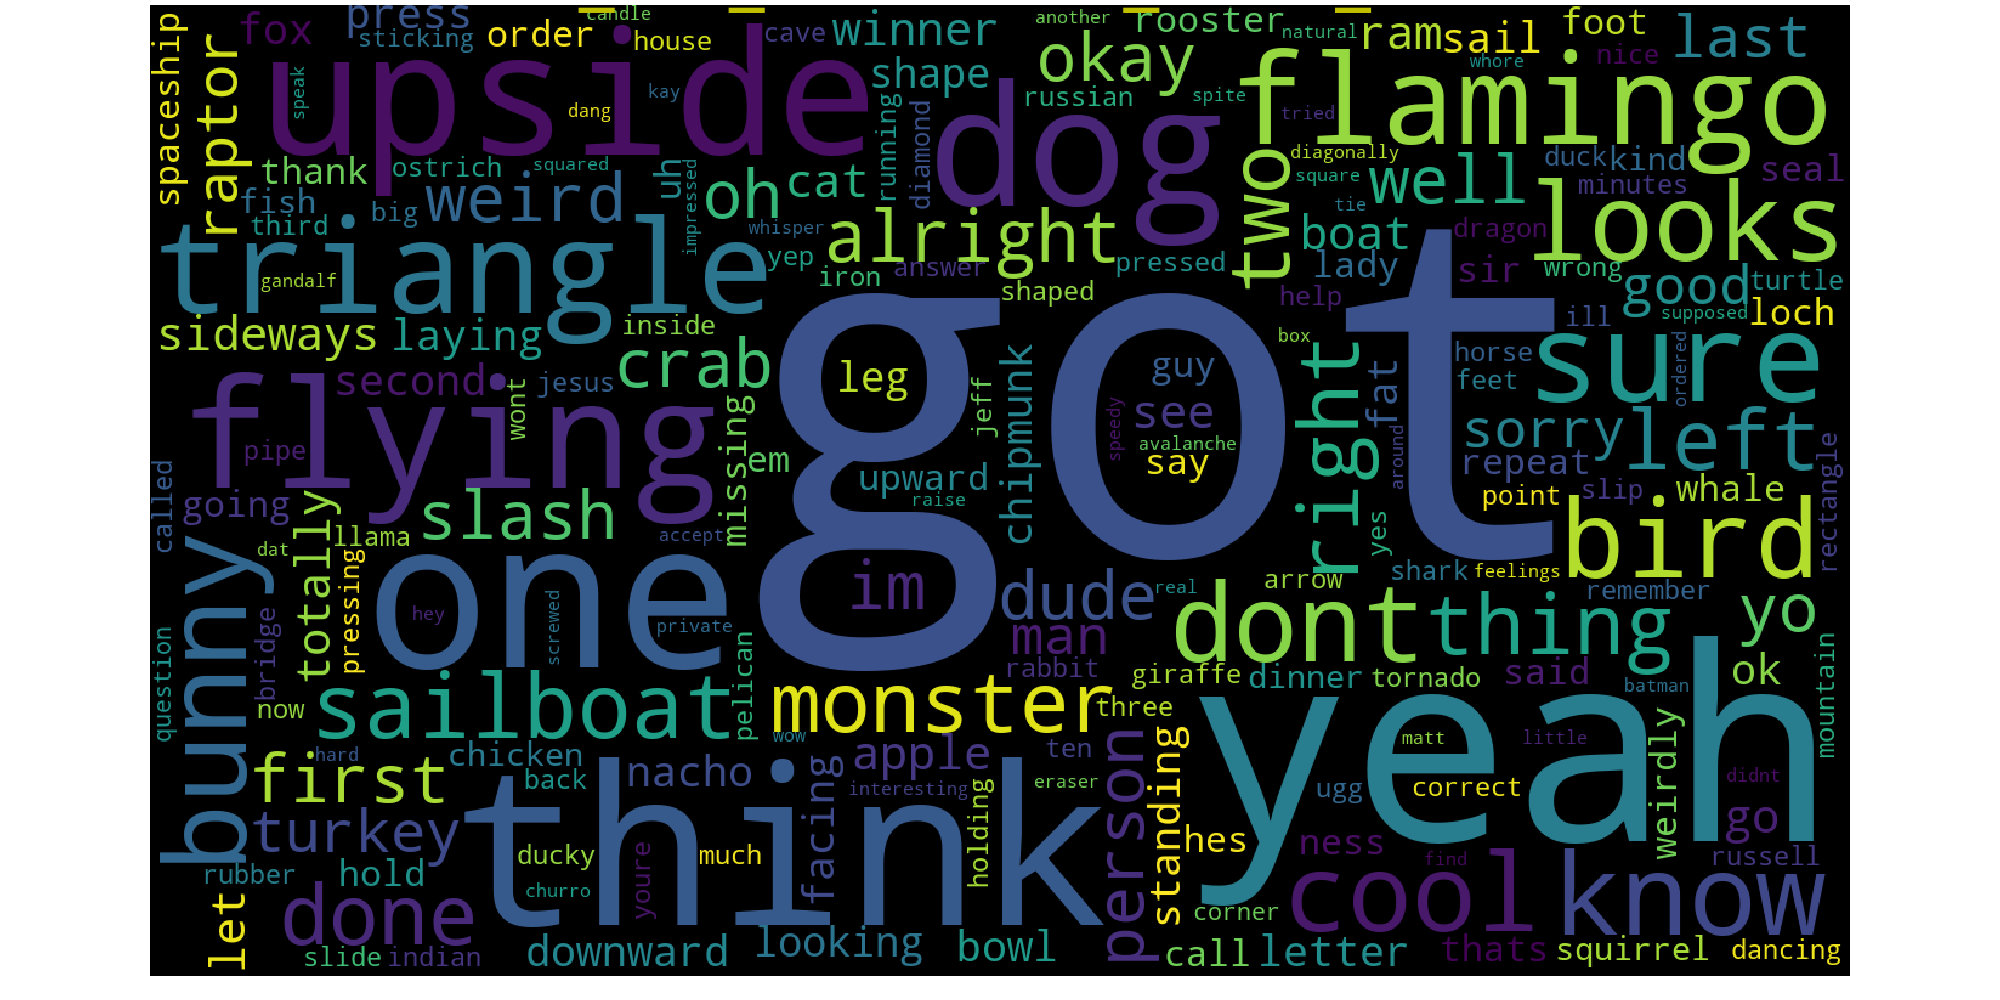 spaceship
raptor
fox
press
sticking
candle
order
house
cave
winner
another
rooster
natural
ram
sail
foot
last
upside
speak
dang
kay
shape
okay
russian
spite
whore
nice
dog
flamingo
tried
running
diamond
thank
ostrich
squared
uh
impressed
oh
cat
two
diagonally
square
well
duck
kind
minutes
seal
fish
third
big
weird
whisper
tie
looks
triangle
gandalf
yep
alright
iron
answer
pressed
shaped
boat
lady
dragon
sir
wrong
good
turtle
help
ill
supposed
loch
sideways
laying
inside
got
box
sure
crab
leg
guy
right
fat
horse
feet
ordered
flying
second
jesus
wont
missing
jeff
chipmunk
see
speedy
avalanche
say
around
sorry
left
pipe
em
upward
raise
repeat
rectangle
called
going
slash
point
slip
whale
totally
llama
accept
yes
bird
bunny
dat
pressing
one
im
dude
real
arrow
shark
feelings
remember
hey
screwed
private
man
dont
thing
yo
question
bridge
rabbit
giraffe
dinner
tornado
said
ok
mountain
sailboat
pelican
monster
three
yeah
batman
now
wow
person
standing
matt
little
first
hard
chicken
back
nacho
apple
ten
eraser
interesting
facing
holding
ugg
correct
weirdly
didnt
go
turkey
think
hes
ness
find
russell
rubber
hold
ducky
churro
much
youre
cool
know
let
done
corner
slide
indian
downward
looking
bowl
call
letter
thats
squirrel
dancing